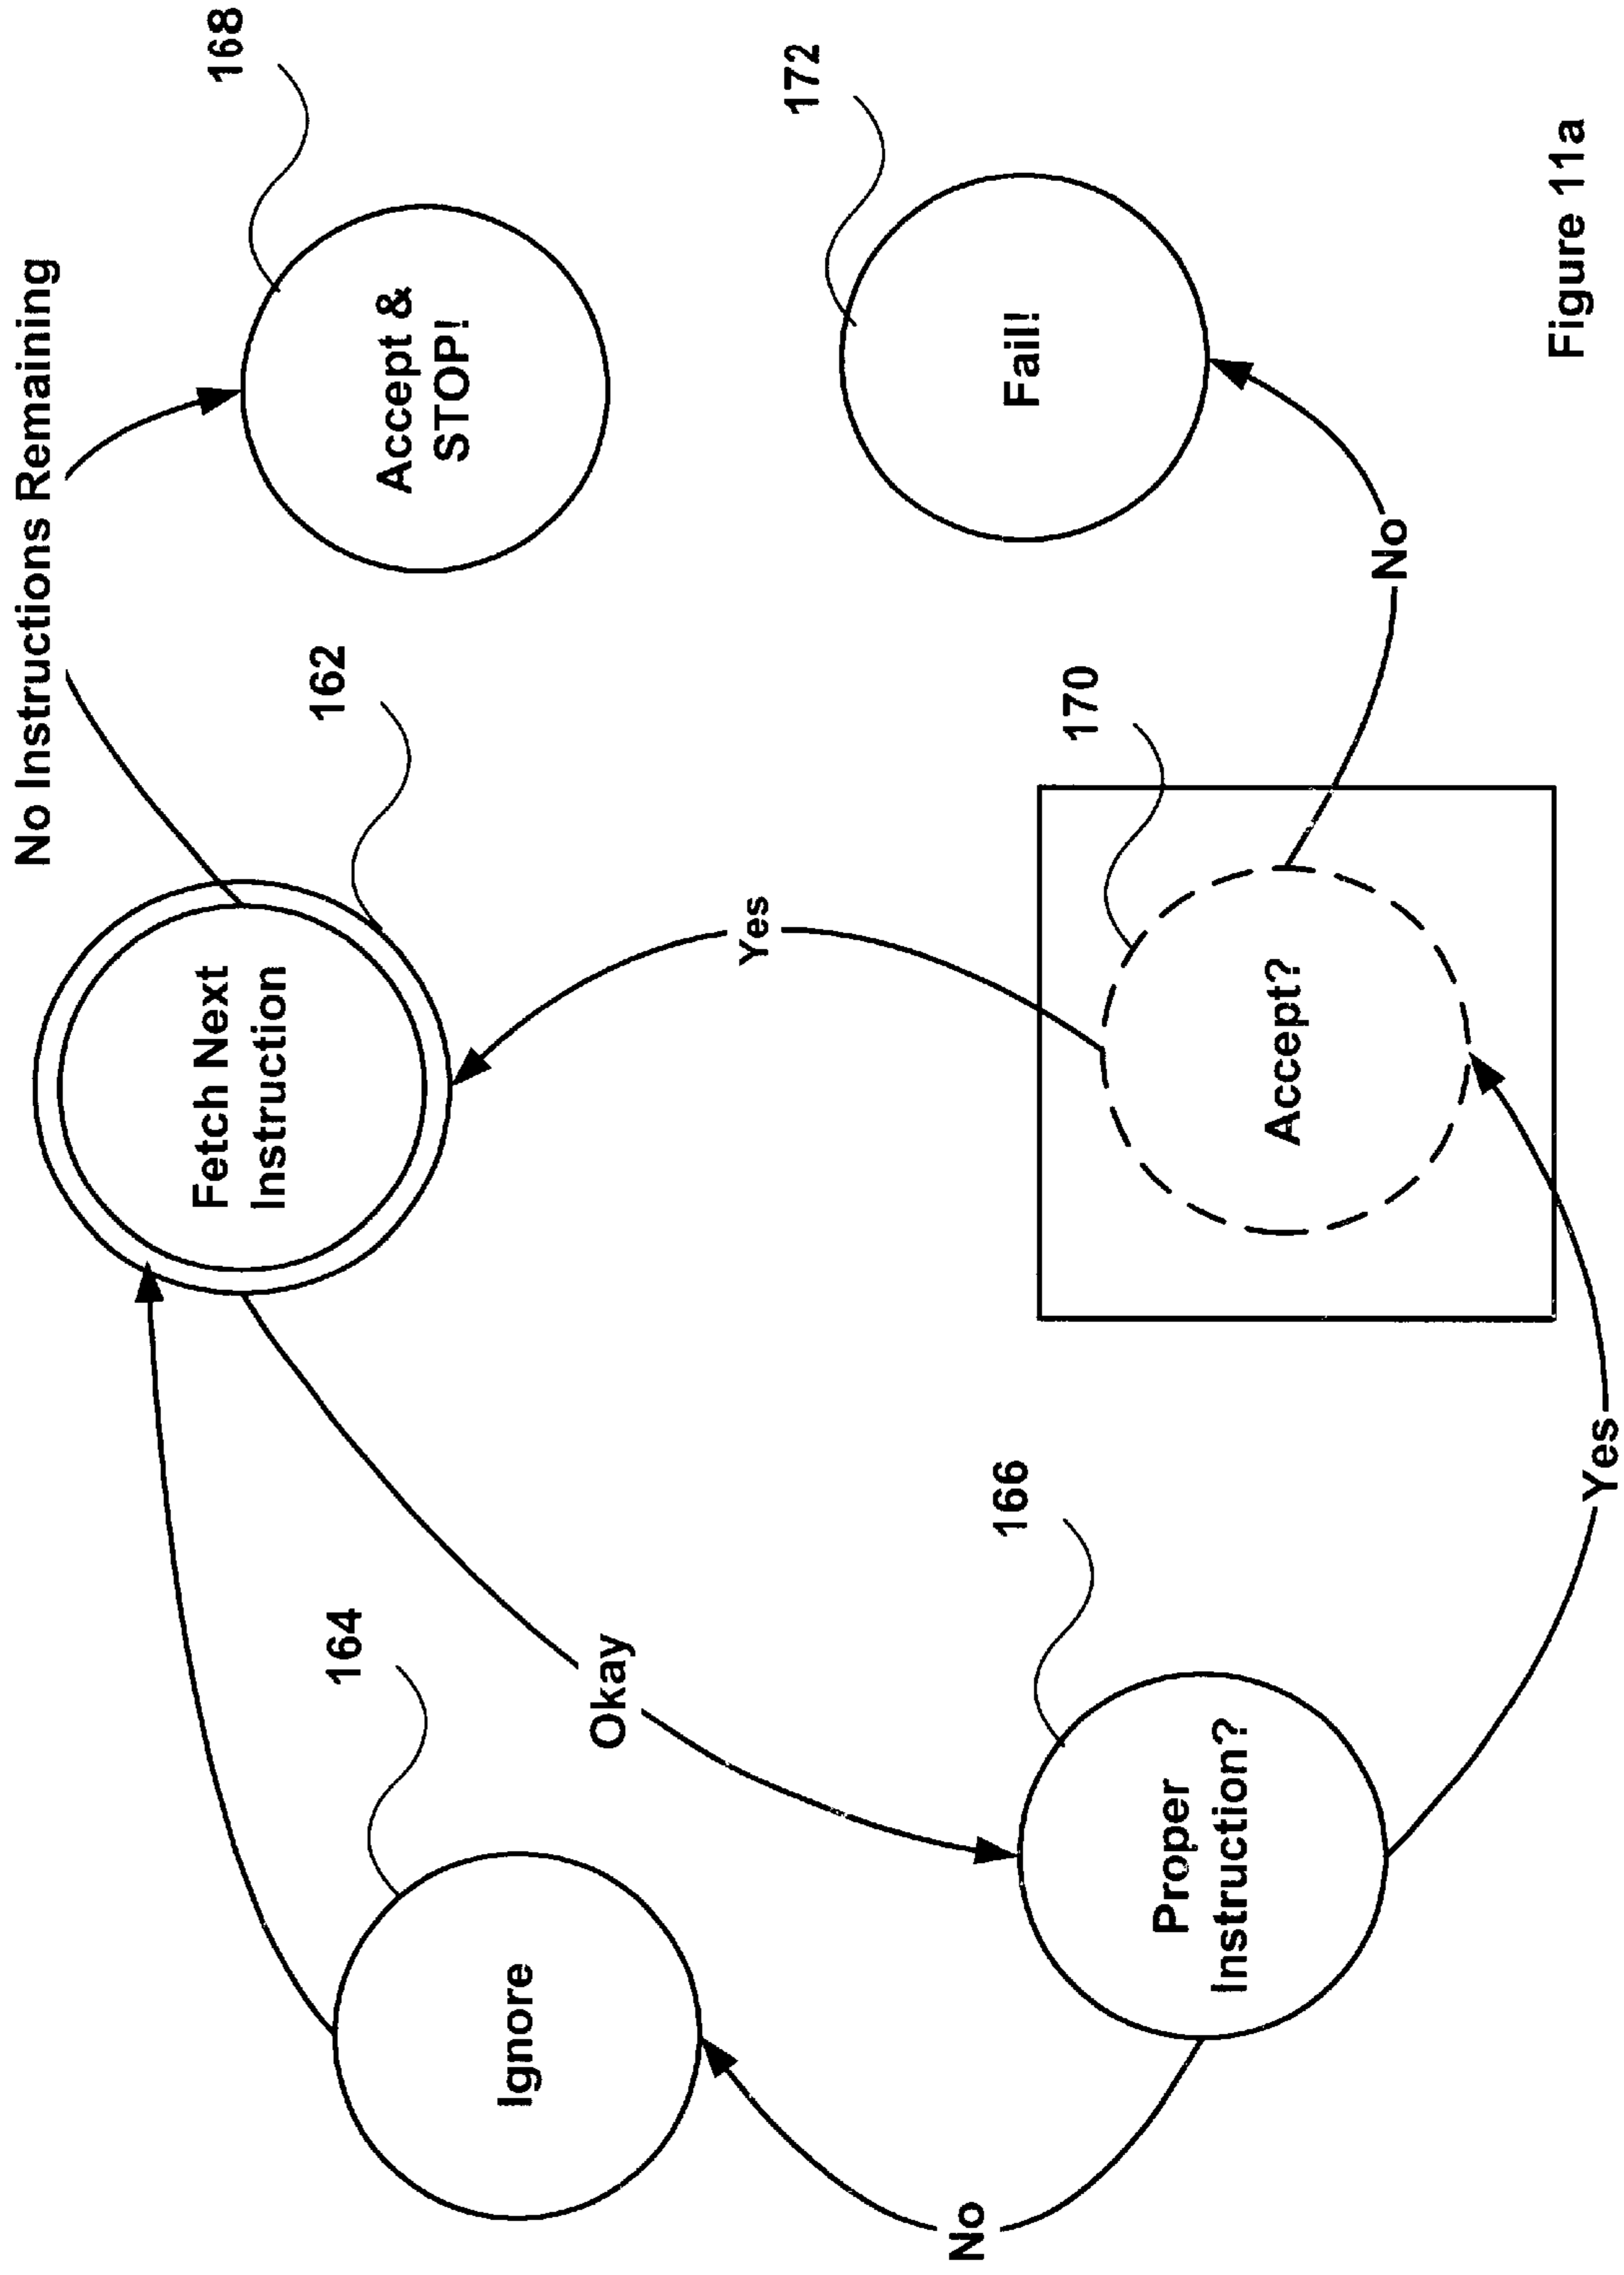 No Instructions Remaining
168
Fetch Next
Instruction
162
Accept &
STOP!
164
Ignore
Okay
Yes
172
Fail!
166
Proper
Instruction?
No
170
Accept?
No
Yes
Figure 11a